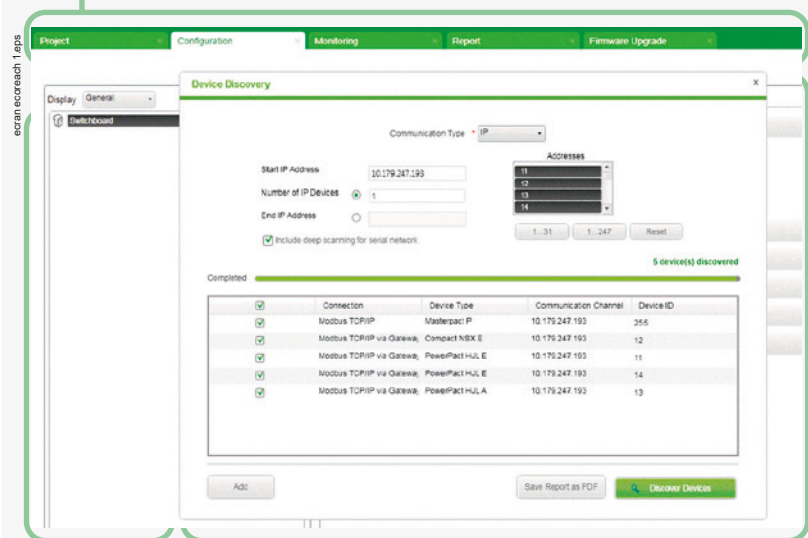 ecran ecoreach 1.eps
Project Configuration Monitoring Report Firmware Upgrade
Device Discovery x
Display General
Switchboard
Communication Type * IP
Addresses
Start IP Address 10.179.247.193
11
12
13
14
Number of IP Devices 1
End IP Address
1...31 1...247 Reset
Include deep scanning for serial network
5 device(s) discovered
Completed
Connection Device Type Communication Channel Device ID
Modbus TCP/IP Masterpact P 10.179.247.193 255
Modbus TCP/IP via Gateway Compact NSX E 10.179.247.193 12
Modbus TCP/IP via Gateway PowerPact HJL E 10.179.247.193 11
Modbus TCP/IP via Gateway PowerPact HJL E 10.179.247.193 14
Modbus TCP/IP via Gateway PowerPact HJL A 10.179.247.193 13
Add Save Report as PDF Discover Devices